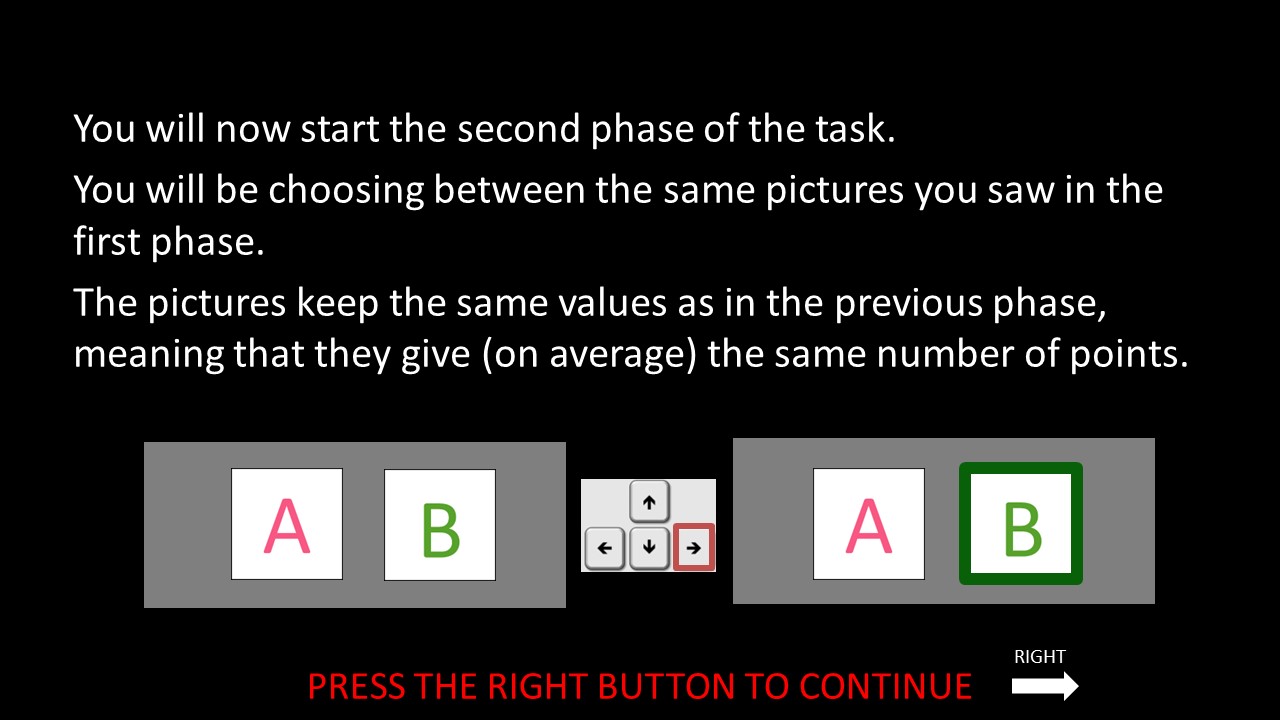 You will now start the second phase of the task.
You will be choosing between the same pictures you saw in the
first phase.
The pictures keep the same values as in the previous phase,
meaning that they give (on average) the same number of points.
A B
A B
RIGHT
PRESS THE RIGHT BUTTON TO CONTINUE